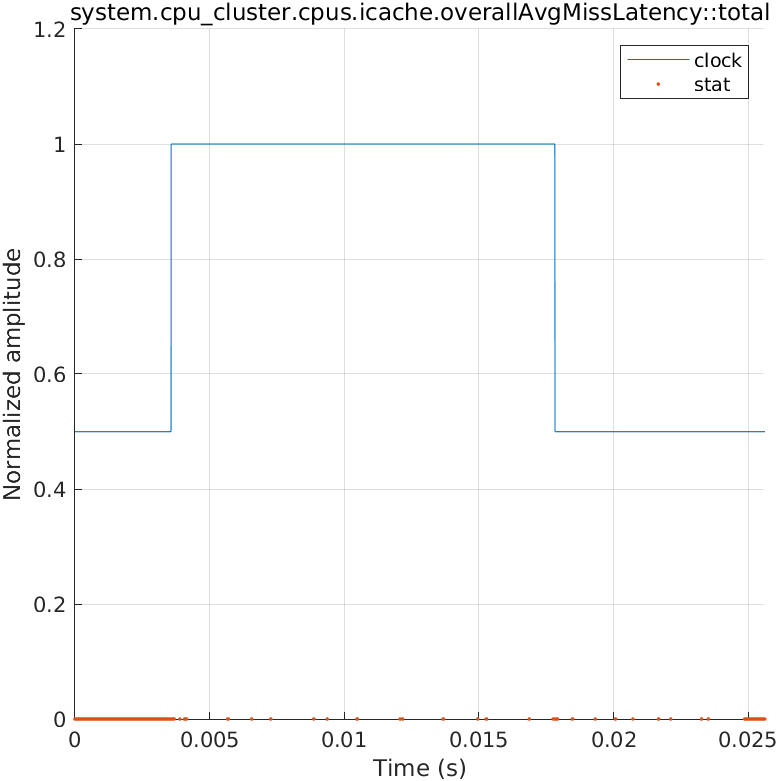 system.cpu_cluster.cpus.icache.overallAvgMissLatency::total
1.2
1
0.8
0.6
0.4
0.2
0
Normalized amplitude
clock
stat
0 0.005 0.01 0.015 0.02 0.025
Time (s)